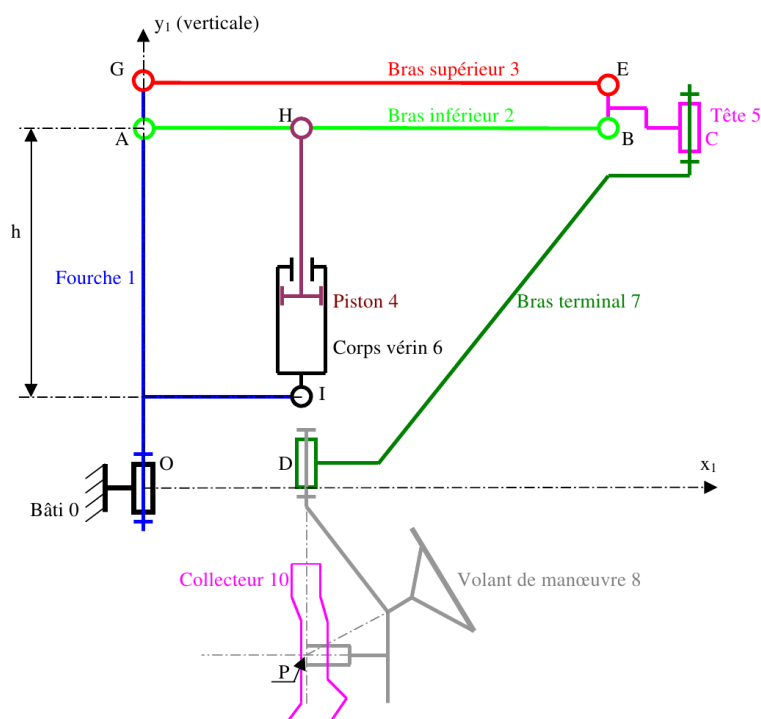 y₁ (verticale)
G
Bras supérieur 3
E
H
Bras inférieur 2
Tête 5
A
B
C
h
Fourche 1
Piston 4
Bras terminal 7
Corps vérin 6
I
O
D
x₁
Bâti 0
Collecteur 10
Volant de manœuvre 8
P